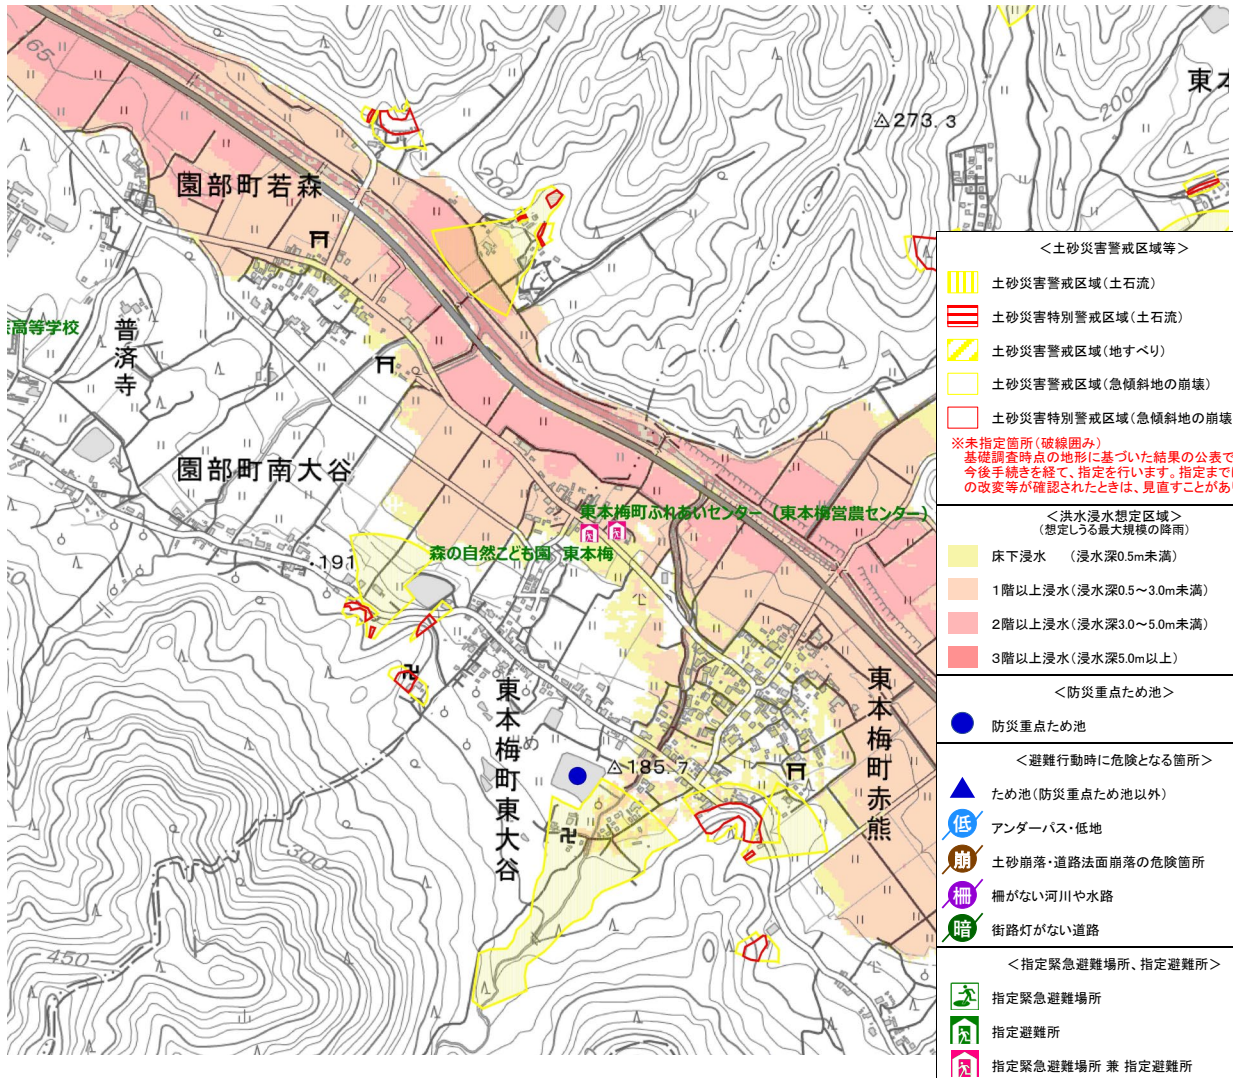 165
東本
200
273.3
園部町若森
200
高等学校
普済寺
200
園部町南大谷
東本梅町ふれあいセンター(東本梅営農センター)
森の自然こども園 東本梅
191
東本梅町赤熊
東本梅町東大谷
185.7
300
450
<土砂災害警戒区域等>
土砂災害警戒区域(土石流)
土砂災害特別警戒区域(土石流)
土砂災害警戒区域(地すべり)
土砂災害警戒区域(急傾斜地の崩壊)
土砂災害特別警戒区域(急傾斜地の崩壊
※未指定箇所(破線囲み)
基礎調査時点の地形に基づいた結果の公表で
今後手続きを経て、指定を行います。指定まで
の改変等が確認されたときは、見直すことがあ
<洪水浸水想定区域>
(想定しうる最大規模の降雨)
床下浸水 (浸水深0.5m未満)
1階以上浸水(浸水深0.5~3.0m未満)
2階以上浸水(浸水深3.0~5.0m未満)
3階以上浸水(浸水深5.0m以上)
<防災重点ため池>
防災重点ため池
<避難行動時に危険となる箇所>
ため池(防災重点ため池以外)
低 アンダーパス・低地
崩 土砂崩落・道路法面崩落の危険箇所
柵 柵がない河川や水路
暗 街路灯がない道路
<指定緊急避難場所、指定避難所>
指定緊急避難場所
指定避難所
指定緊急避難場所 兼 指定避難所